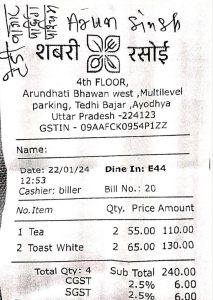 Arjun Singh
शबरी रसोई
4th FLOOR,
Arundhati Bhawan west ,Multilevel
parking, Tedhi Bajar ,Ayodhya
Uttar Pradesh -224123
GSTIN - 09AAFCK0954P1ZZ
Name:
Date: 22/01/24 Dine In: E44
12:53
Cashier: biller Bill No.: 20
No.Item Qty. Price Amount
1 Tea 2 55.00 110.00
2 Toast White 2 65.00 130.00
Total Qty: 4 Sub Total 240.00
CGST 2.5% 6.00
SGST 2.5% 6.00